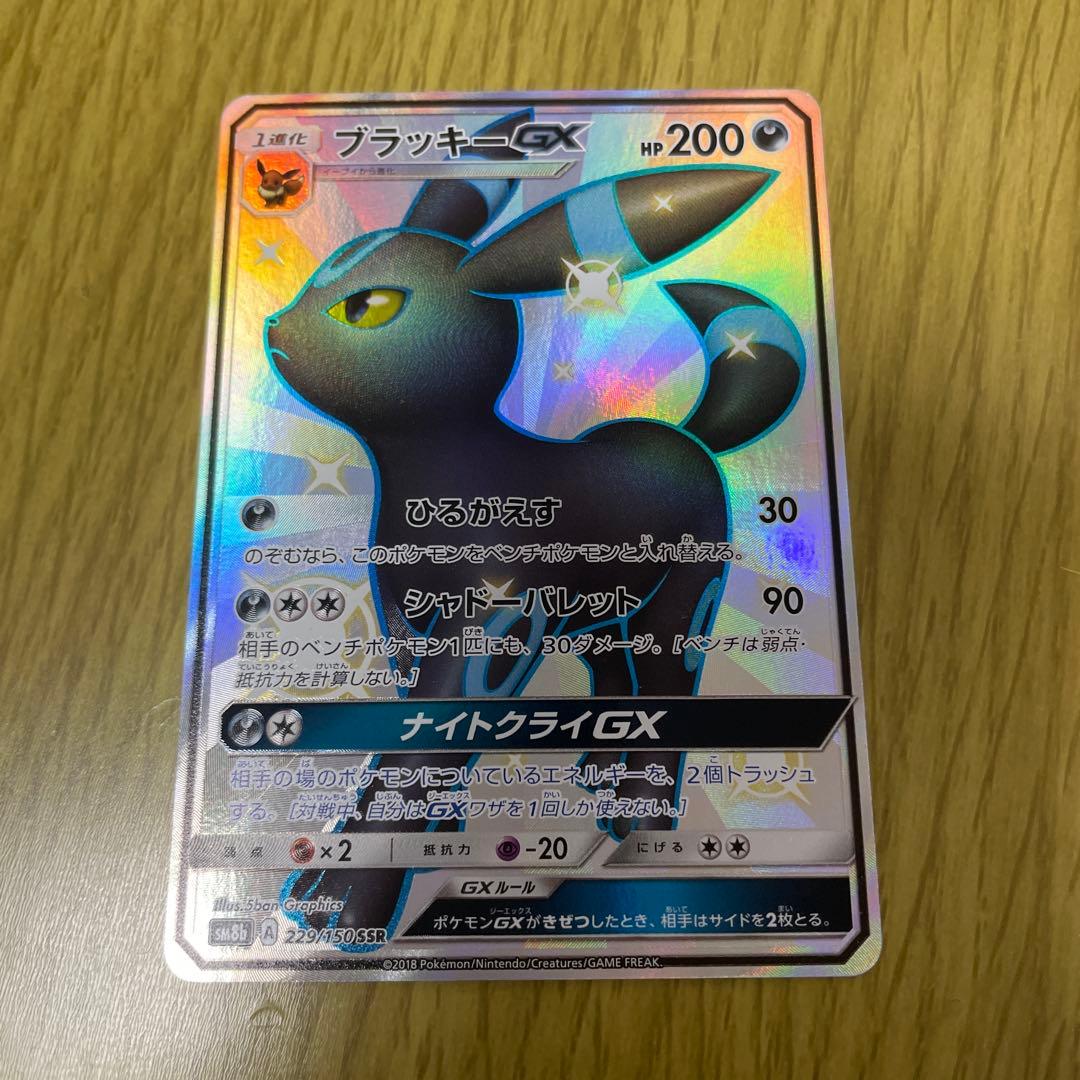 1進化 ブラッキーGX HP200
イーブイから進化
ひるがえす 30
のぞむなら、このポケモンをベンチポケモンと入れ替える。
シャドーバレット 90
相手のベンチポケモン1匹にも、30ダメージ。[ベンチは弱点・
抵抗力を計算しない。]
ナイトクライGX
相手の場のポケモンについているエネルギーを、2個トラッシュ
する。[対戦中、自分はGXワザを1回しか使えない。]
弱点 ×2 抵抗力 -20 にげる
GXルール
ポケモンGXがきぜつしたとき、相手はサイドを2枚とる。
Illus.5ban Graphics
sm8b A 229/150 SSR
©2018 Pokémon/Nintendo/Creatures/GAME FREAK.